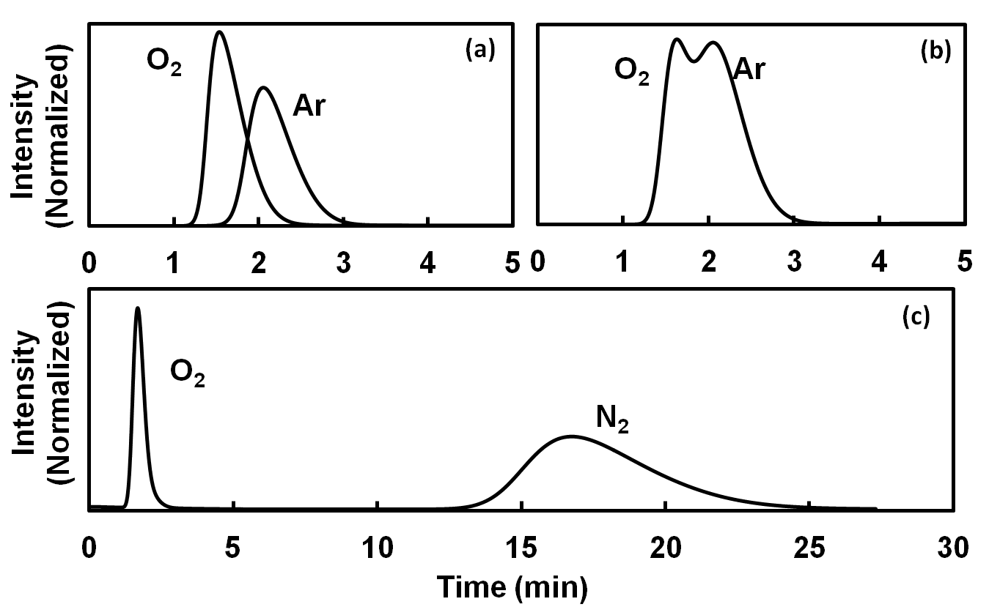 Intensity
(Normalized)
O2
Ar
(a)
0 1 2 3 4 5
O2
Ar
(b)
0 1 2 3 4 5
Intensity
(Normalized)
O2
N2
(c)
0 5 10 15 20 25 30
Time (min)